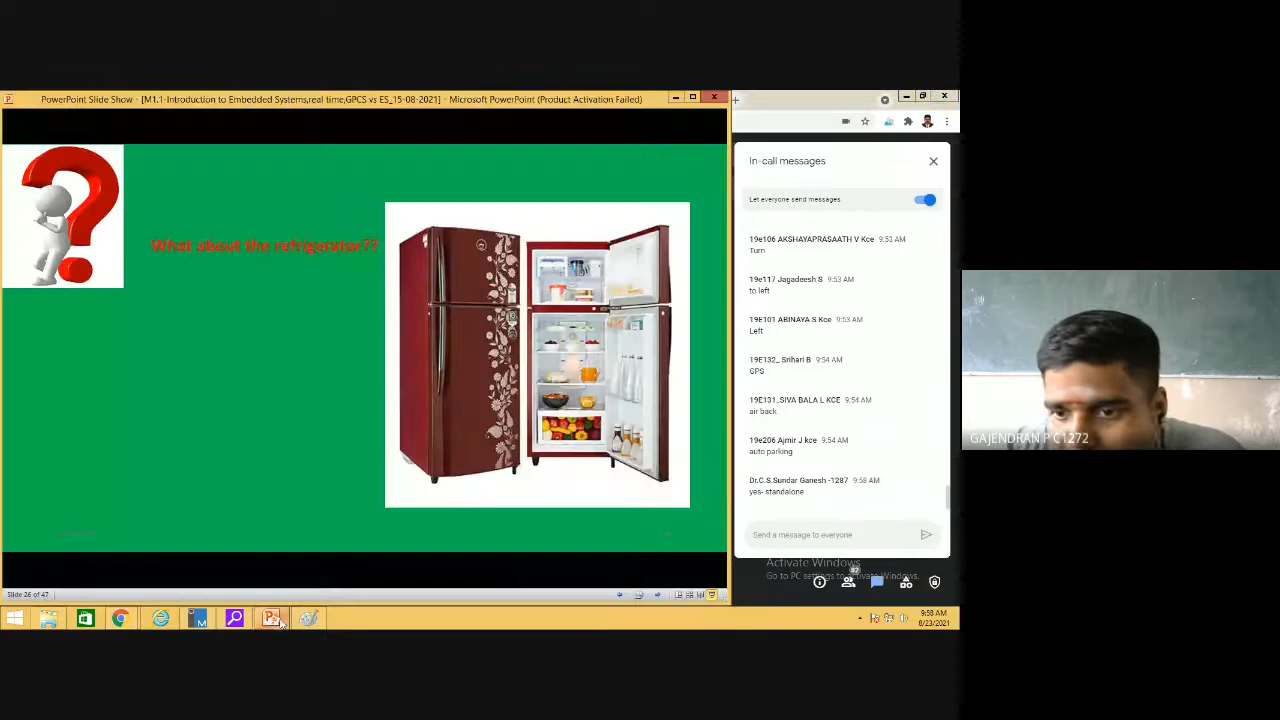 PowerPoint Slide Show - [M1.1-Introduction to Embedded Systems,real time,GPCS vs ES_15-08-2021] - Microsoft PowerPoint (Product Activation Failed)
What about the refrigerator??
Slide 26 of 47
In-call messages
Let everyone send messages
19e106 AKSHAYAPRASAATH V Kce 9:53 AM
Turn
19e117 Jagadeesh S 9:53 AM
to left
19E101 ABINAYA S Kce 9:53 AM
Left
19E132_ Srihari B 9:54 AM
GPS
19E131_SIVA BALA L KCE 9:54 AM
air back
19e206 Ajmir J kce 9:54 AM
auto parking
Dr.C.S.Sundar Ganesh -1287 9:58 AM
yes- standalone
Send a message to everyone
Activate Windows
Go to PC settings to activate Windows.
82
9:58 AM
8/23/2021
GAJENDRAN P C1272